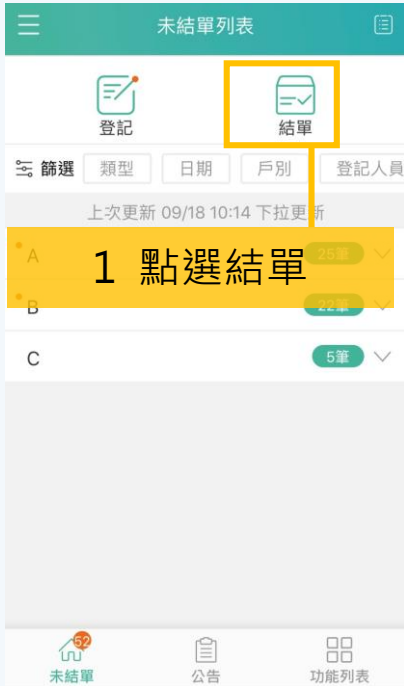 未結單列表
登記
結單
篩選 類型 日期 戶別 登記人員
上次更新 09/18 10:14 下拉更新
A 25筆
1 點選結單
B 22筆
C 5筆
52
未結單 公告 功能列表